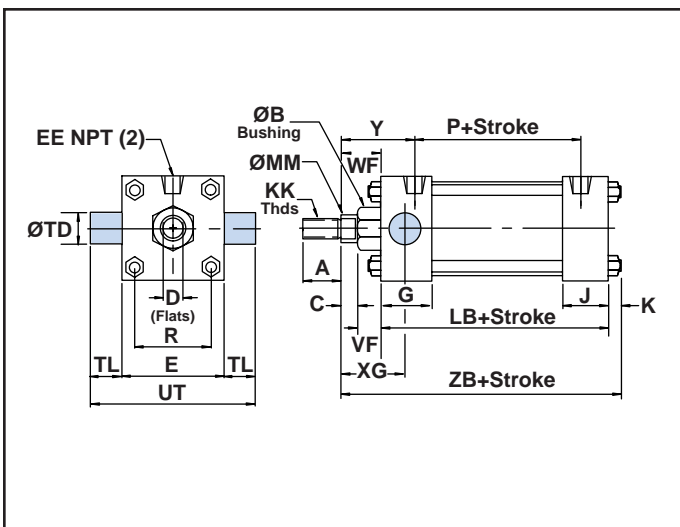 EE NPT (2)
ØTD
D
(Flats)
R
TL
E
TL
UT
ØB
Bushing
ØMM
KK
Thds
Y
P+Stroke
WF
A
C
G
J
K
VF
LB+Stroke
XG
ZB+Stroke